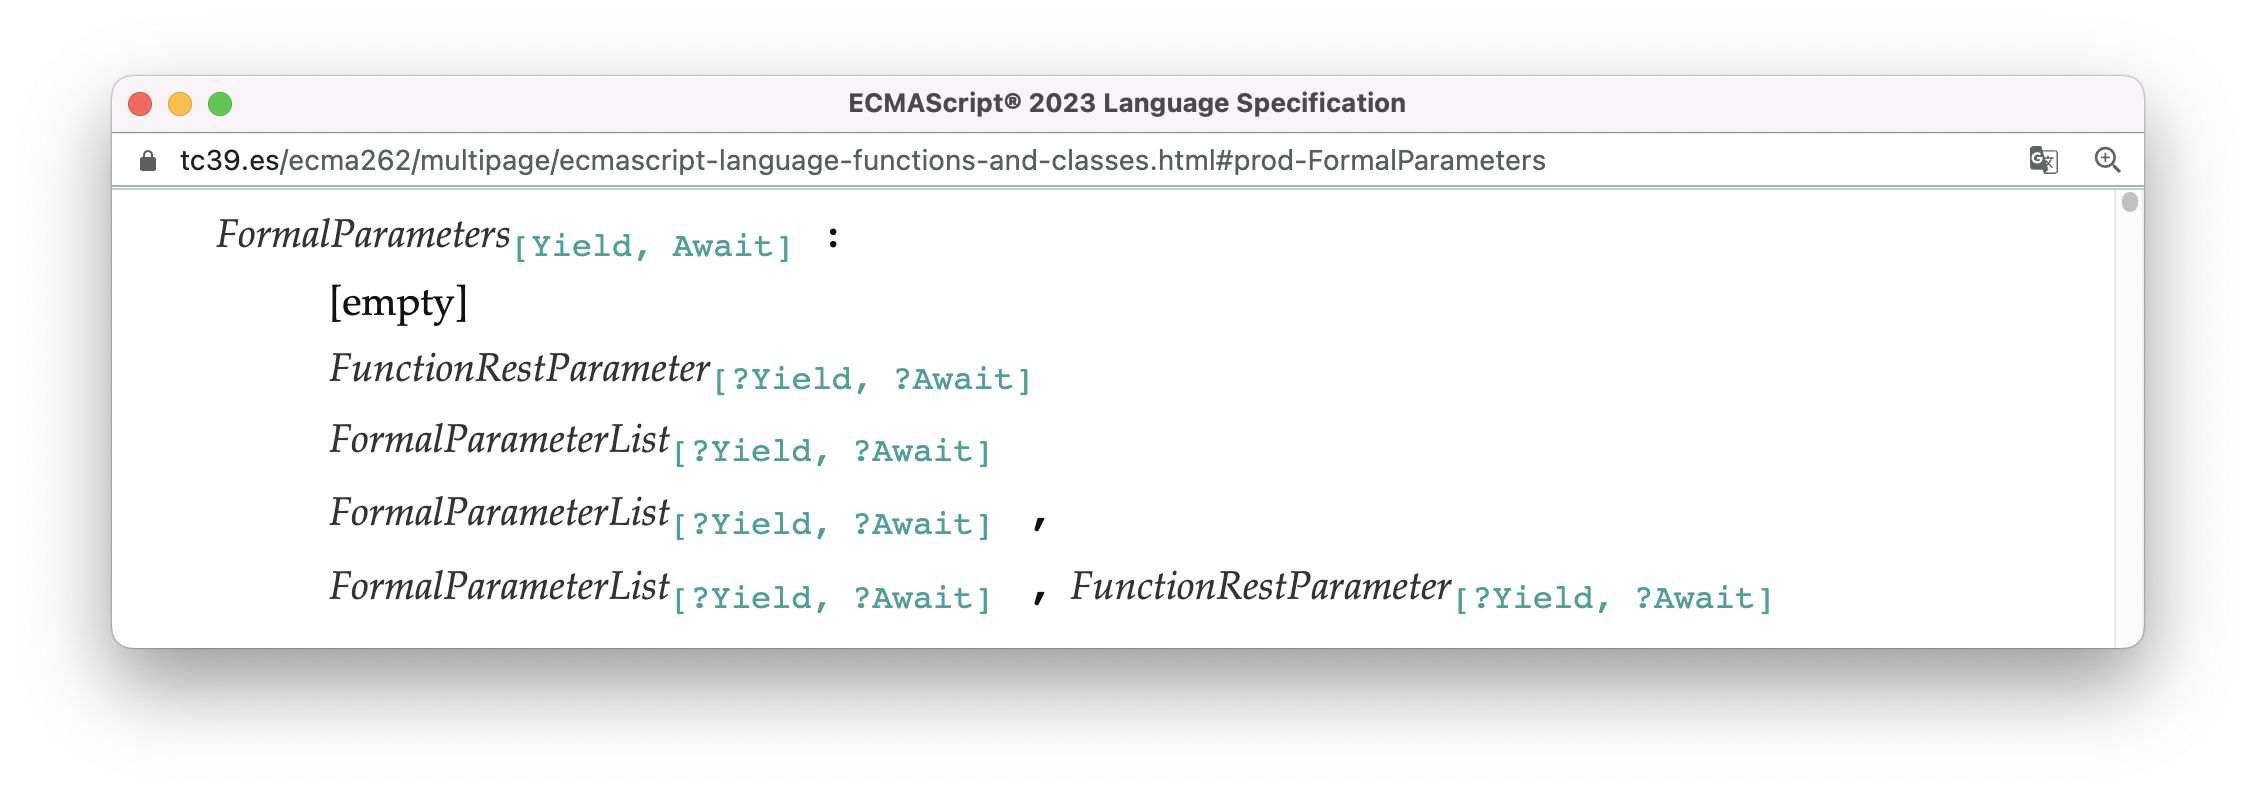 ECMAScript® 2023 Language Specification
tc39.es/ecma262/multipage/ecmascript-language-functions-and-classes.html#prod-FormalParameters
FormalParameters[Yield, Await] :
[empty]
FunctionRestParameter[?Yield, ?Await]
FormalParameterList[?Yield, ?Await]
FormalParameterList[?Yield, ?Await] ,
FormalParameterList[?Yield, ?Await] , FunctionRestParameter[?Yield, ?Await]